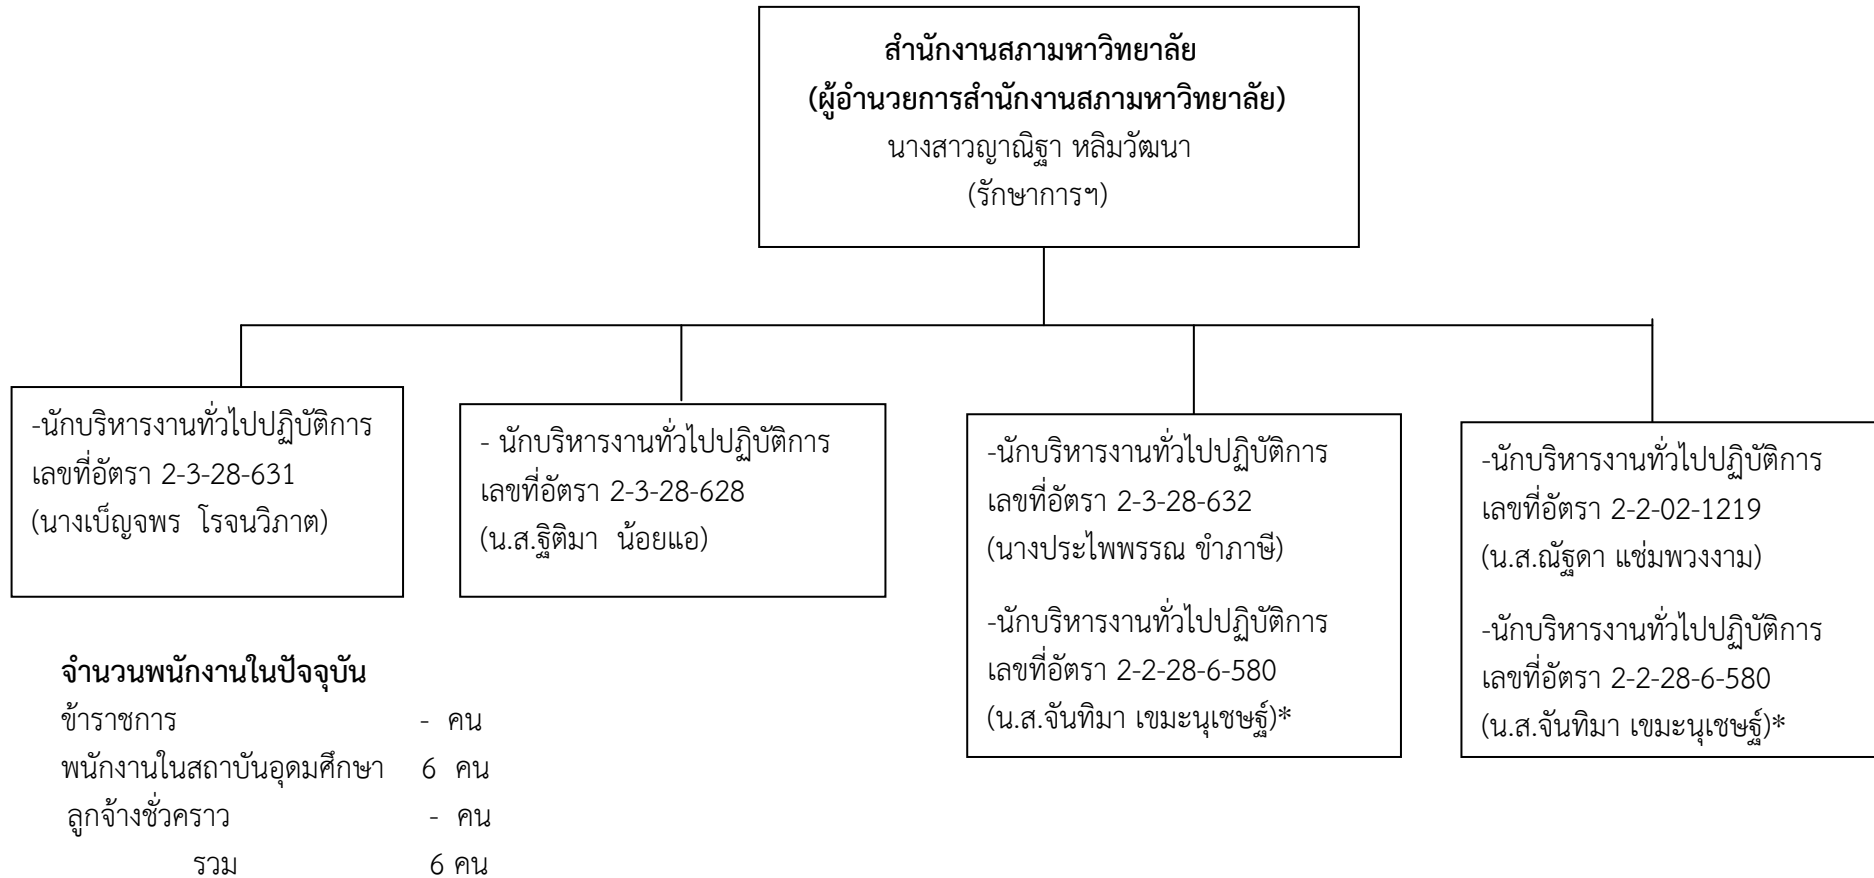 สำนักงานสภามหาวิทยาลัย
(ผู้อำนวยการสำนักงานสภามหาวิทยาลัย)
นางสาวญาณิฐา หลิมวัฒนา
(รักษาการฯ)
-นักบริหารงานทั่วไปปฏิบัติการ
เลขที่อัตรา 2-3-28-631
(นางเบ็ญจพร โรจนวิภาต)
- นักบริหารงานทั่วไปปฏิบัติการ
เลขที่อัตรา 2-3-28-628
(น.ส.ฐิติมา น้อยแอ)
-นักบริหารงานทั่วไปปฏิบัติการ
เลขที่อัตรา 2-3-28-632
(นางประไพพรรณ ขำภาษี)
-นักบริหารงานทั่วไปปฏิบัติการ
เลขที่อัตรา 2-2-28-6-580
(น.ส.จันทิมา เขมะนุเชษฐ์)*
-นักบริหารงานทั่วไปปฏิบัติการ
เลขที่อัตรา 2-2-02-1219
(น.ส.ณัฐดา แช่มพวงงาม)
-นักบริหารงานทั่วไปปฏิบัติการ
เลขที่อัตรา 2-2-28-6-580
(น.ส.จันทิมา เขมะนุเชษฐ์)*
จำนวนพนักงานในปัจจุบัน
ข้าราชการ - คน
พนักงานในสถาบันอุดมศึกษา 6 คน
ลูกจ้างชั่วคราว - คน
รวม 6 คน